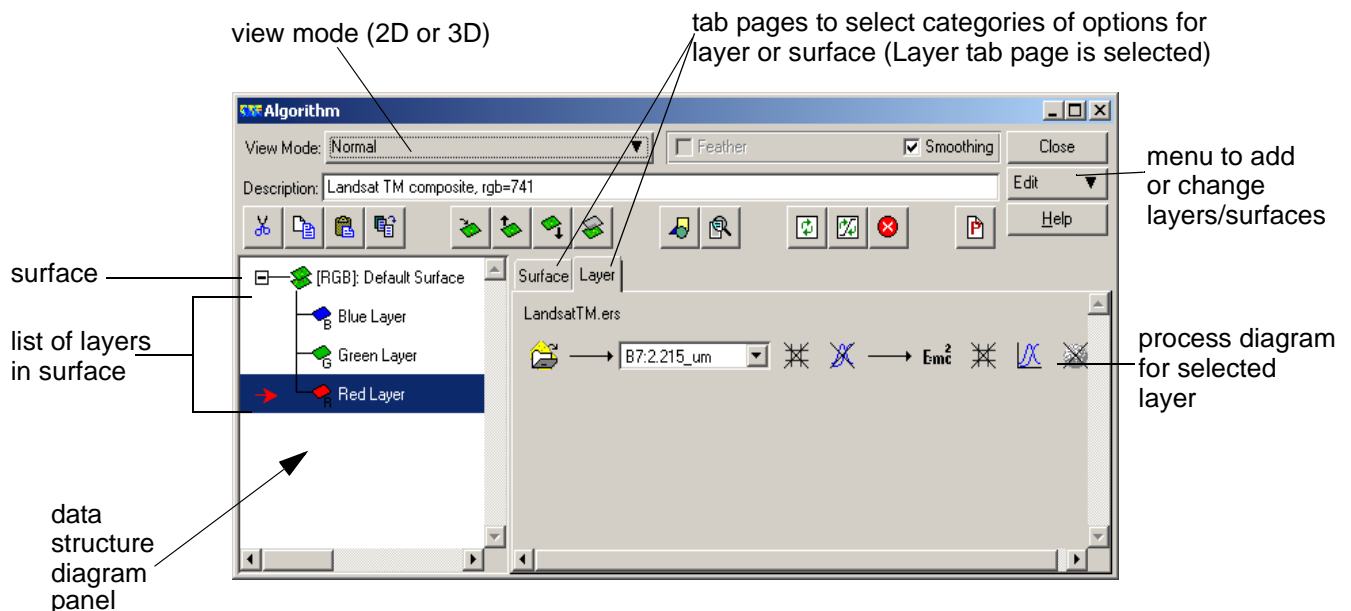 view mode (2D or 3D)
tab pages to select categories of options for
layer or surface (Layer tab page is selected)
Algorithm
View Mode: Normal
Feather
Smoothing
Close
Description: Landsat TM composite, rgb=741
Edit
Help
menu to add
or change
layers/surfaces
surface
[RGB]: Default Surface
Surface
Layer
list of layers
in surface
B
Blue Layer
G
Green Layer
R
Red Layer
LandsatTM.ers
B7:2.215_um
Emc2
process diagram
for selected
layer
data
structure
diagram
panel